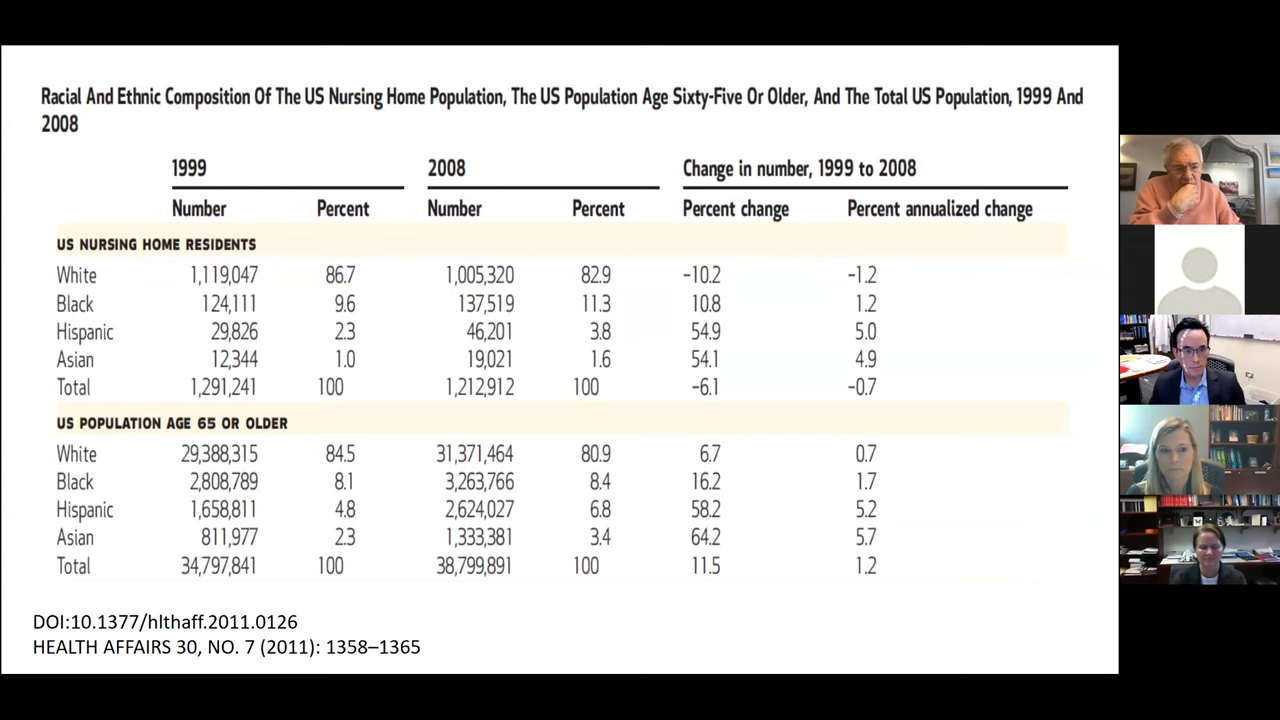 Racial And Ethnic Composition Of The US Nursing Home Population, The US Population Age Sixty-Five Or Older, And The Total US Population, 1999 And
2008
1999 2008 Change in number, 1999 to 2008
Number Percent Number Percent Percent change Percent annualized change
US NURSING HOME RESIDENTS
White 1,119,047 86.7 1,005,320 82.9 −10.2 −1.2
Black 124,111 9.6 137,519 11.3 10.8 1.2
Hispanic 29,826 2.3 46,201 3.8 54.9 5.0
Asian 12,344 1.0 19,021 1.6 54.1 4.9
Total 1,291,241 100 1,212,912 100 −6.1 −0.7
US POPULATION AGE 65 OR OLDER
White 29,388,315 84.5 31,371,464 80.9 6.7 0.7
Black 2,808,789 8.1 3,263,766 8.4 16.2 1.7
Hispanic 1,658,811 4.8 2,624,027 6.8 58.2 5.2
Asian 811,977 2.3 1,333,381 3.4 64.2 5.7
Total 34,797,841 100 38,799,891 100 11.5 1.2
DOI:10.1377/hlthaff.2011.0126
HEALTH AFFAIRS 30, NO. 7 (2011): 1358–1365